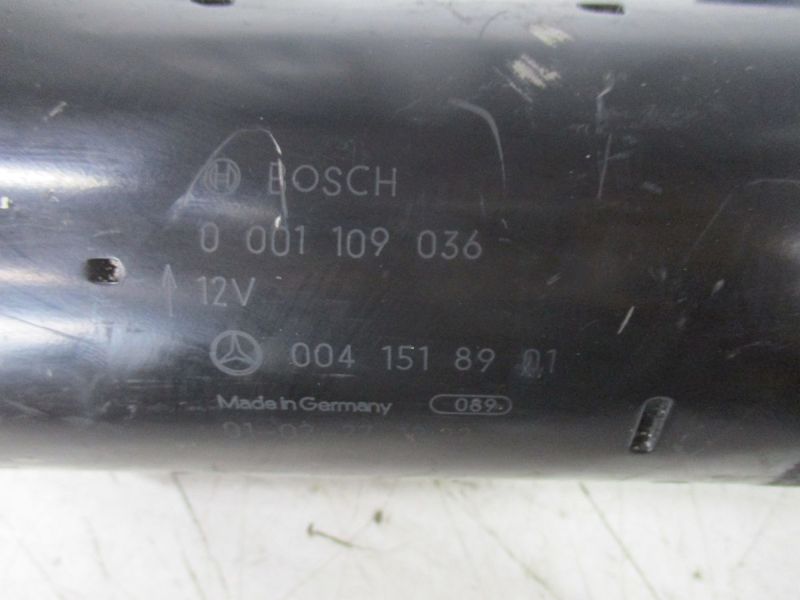 BOSCH
0 001 109 036
12V
004 151 89 01
Made in Germany 089